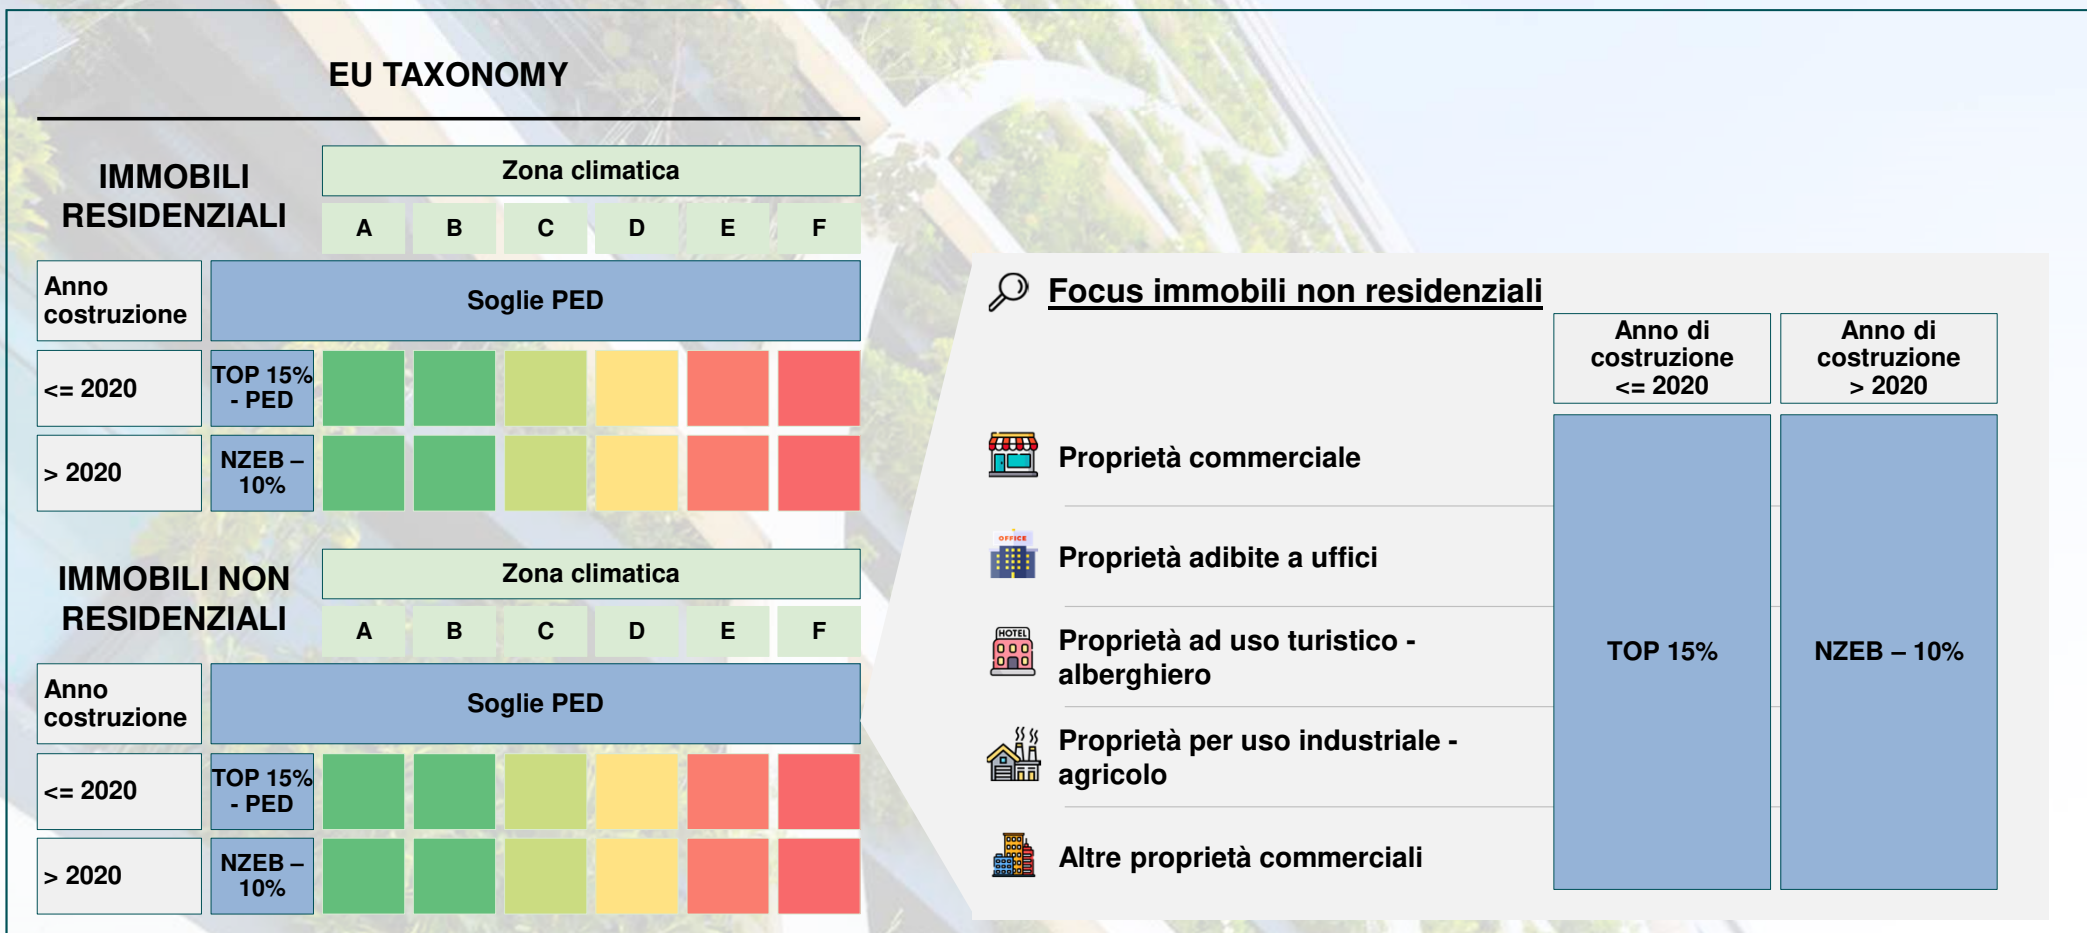 EU TAXONOMY
IMMOBILI
RESIDENZIALI
Zona climatica
A B C D E F
Anno
costruzione
Soglie PED
<= 2020
TOP 15%
- PED
> 2020
NZEB –
10%
IMMOBILI NON
RESIDENZIALI
Zona climatica
A B C D E F
Anno
costruzione
Soglie PED
<= 2020
TOP 15%
- PED
> 2020
NZEB –
10%
Focus immobili non residenziali
Anno di
costruzione
<= 2020
Anno di
costruzione
> 2020
Proprietà commerciale
OFFICE
Proprietà adibite a uffici
HOTEL
Proprietà ad uso turistico -
alberghiero
Proprietà per uso industriale -
agricolo
Altre proprietà commerciali
TOP 15%
NZEB – 10%